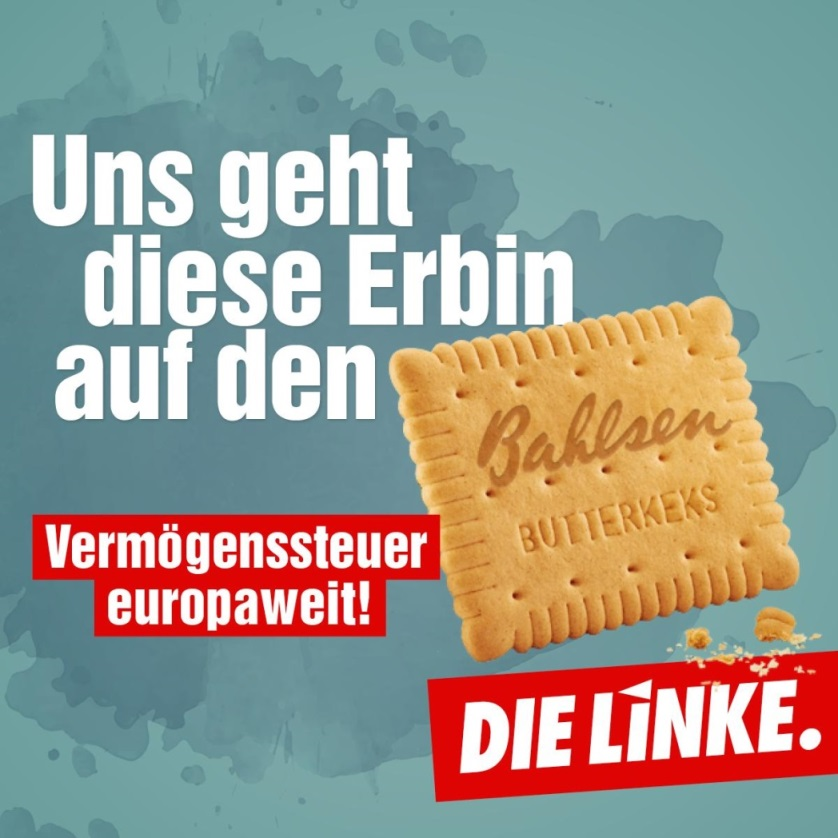 Uns geht
diese Erbin
auf den
Bahlsen
BUTTERKEKS
Vermögenssteuer
europaweit!
DIE LINKE.